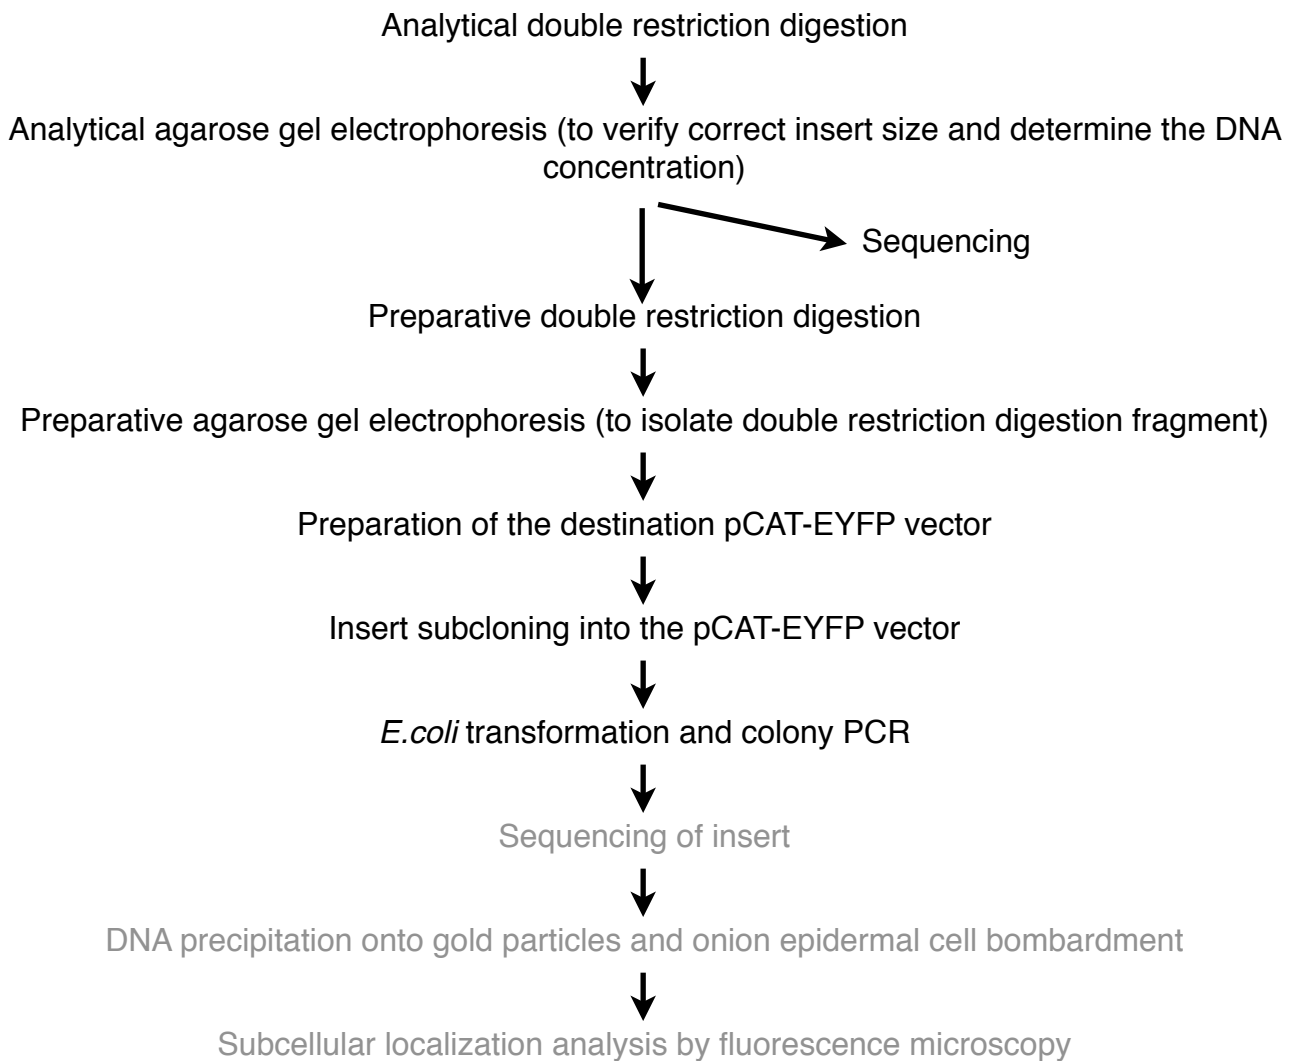 Analytical double restriction digestion
Analytical agarose gel electrophoresis (to verify correct insert size and determine the DNA
concentration)
Sequencing
Preparative double restriction digestion
Preparative agarose gel electrophoresis (to isolate double restriction digestion fragment)
Preparation of the destination pCAT-EYFP vector
Insert subcloning into the pCAT-EYFP vector
E.coli transformation and colony PCR
Sequencing of insert
DNA precipitation onto gold particles and onion epidermal cell bombardment
Subcellular localization analysis by fluorescence microscopy